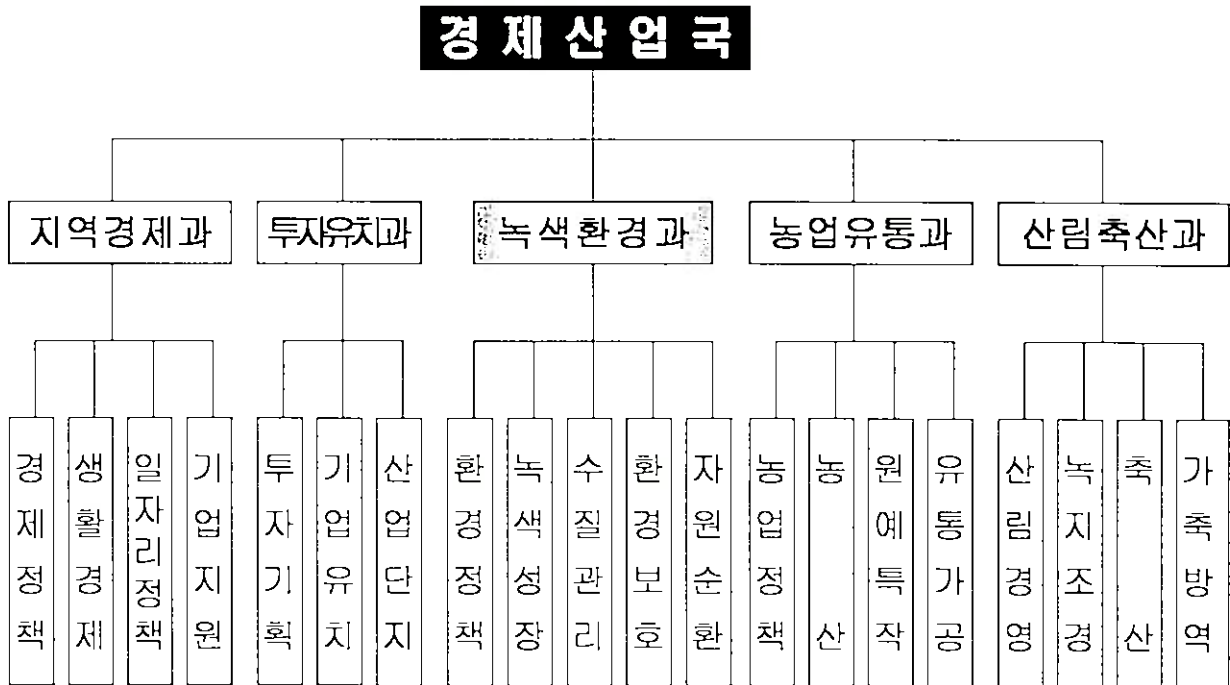 경제산업국
지역경제과
투자유치과
녹색환경과
농업유통과
산림축산과
경제정책
생활경제
일자리정책
기업지원
투자기획
기업유치
산업단지
환경정책
녹색성장
수질관리
환경보호
자원순환
농업정책
농산
원예특작
유통가공
산림경영
녹지조경
축산
가축방역